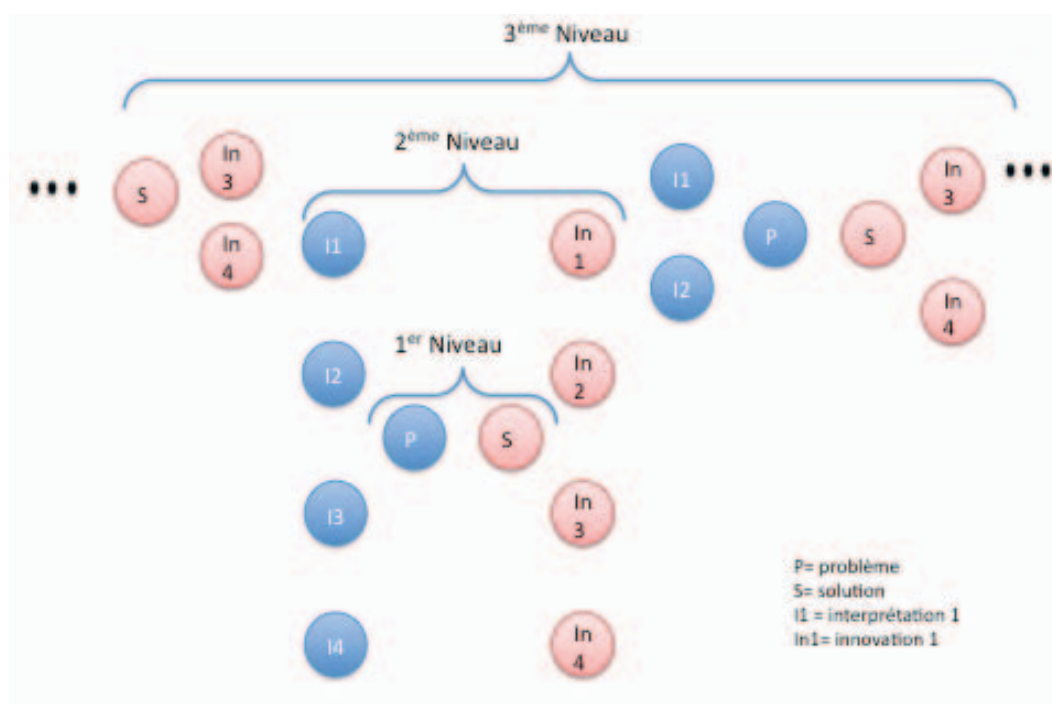 3ème Niveau
2ème Niveau
S
In
3
In
4
I1
In
1
I1
I2
P
S
In
3
In
4
1er Niveau
I2
P
S
In
2
I3
In
3
I4
In
4
P= problème
S= solution
I1 = interprétation 1
In1= innovation 1